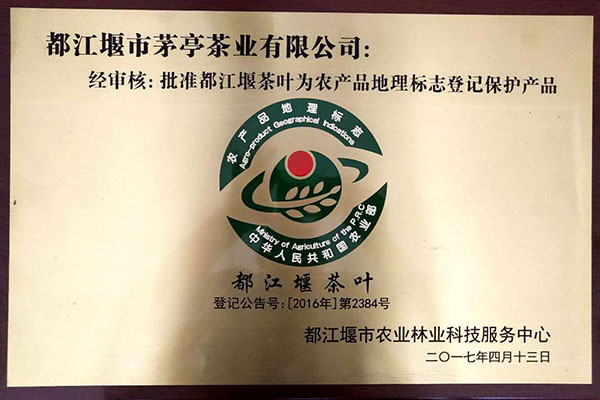 都江堰市茅亭茶业有限公司：
经审核：批准都江堰茶叶为农产品地理标志登记保护产品
农产品地理标志
Agro-product Geographical Indications
Ministry of Agriculture of the P.R.C
中华人民共和国农业部
都江堰茶叶
登记公告号：[2016年]第2384号
都江堰市农业林业科技服务中心
二〇一七年四月十三日